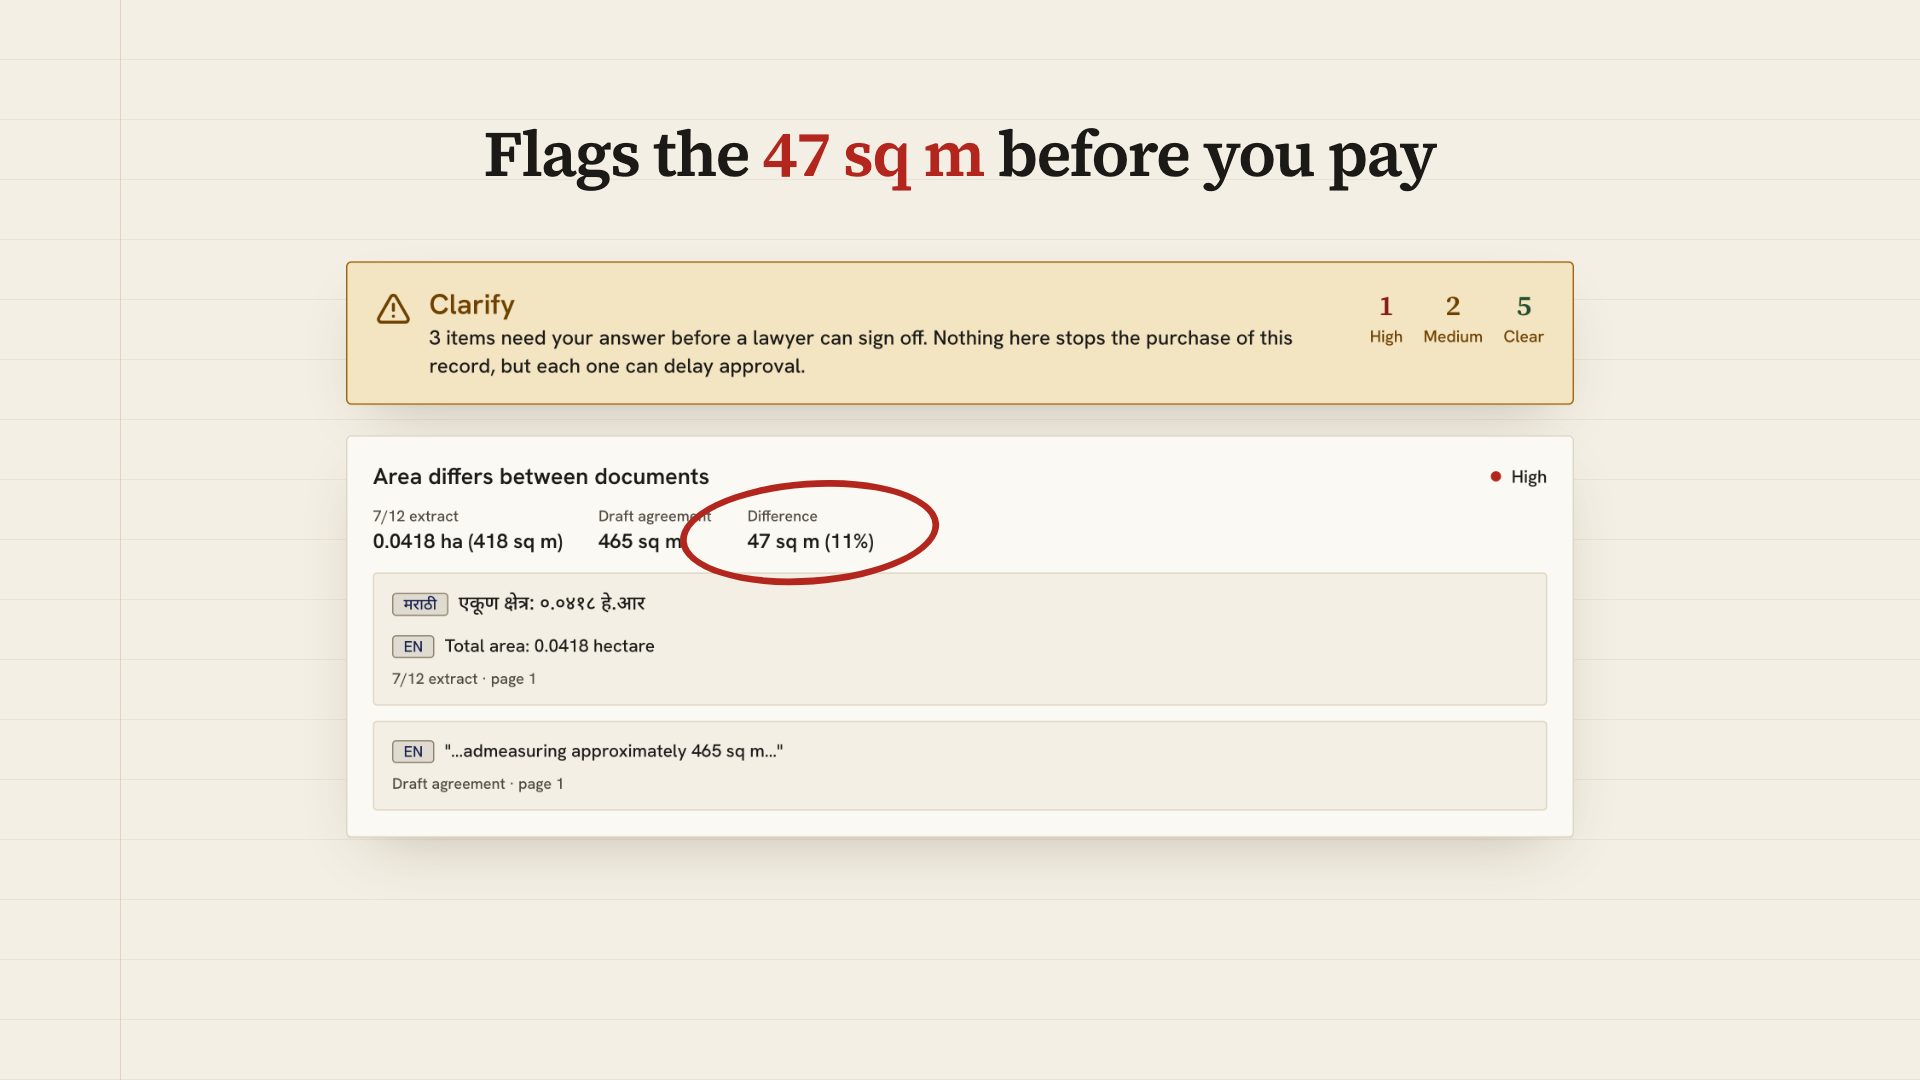 Flags the 47 sq m before you pay
Clarify
3 items need your answer before a lawyer can sign off. Nothing here stops the purchase of this
record, but each one can delay approval.
1 2 5
High Medium Clear
Area differs between documents
High
7/12 extract Draft agreement Difference
0.0418 ha (418 sq m) 465 sq m 47 sq m (11%)
मराठी एकूण क्षेत्र: ०.०४१८ हे.आर
EN Total area: 0.0418 hectare
7/12 extract · page 1
EN "...admeasuring approximately 465 sq m..."
Draft agreement · page 1